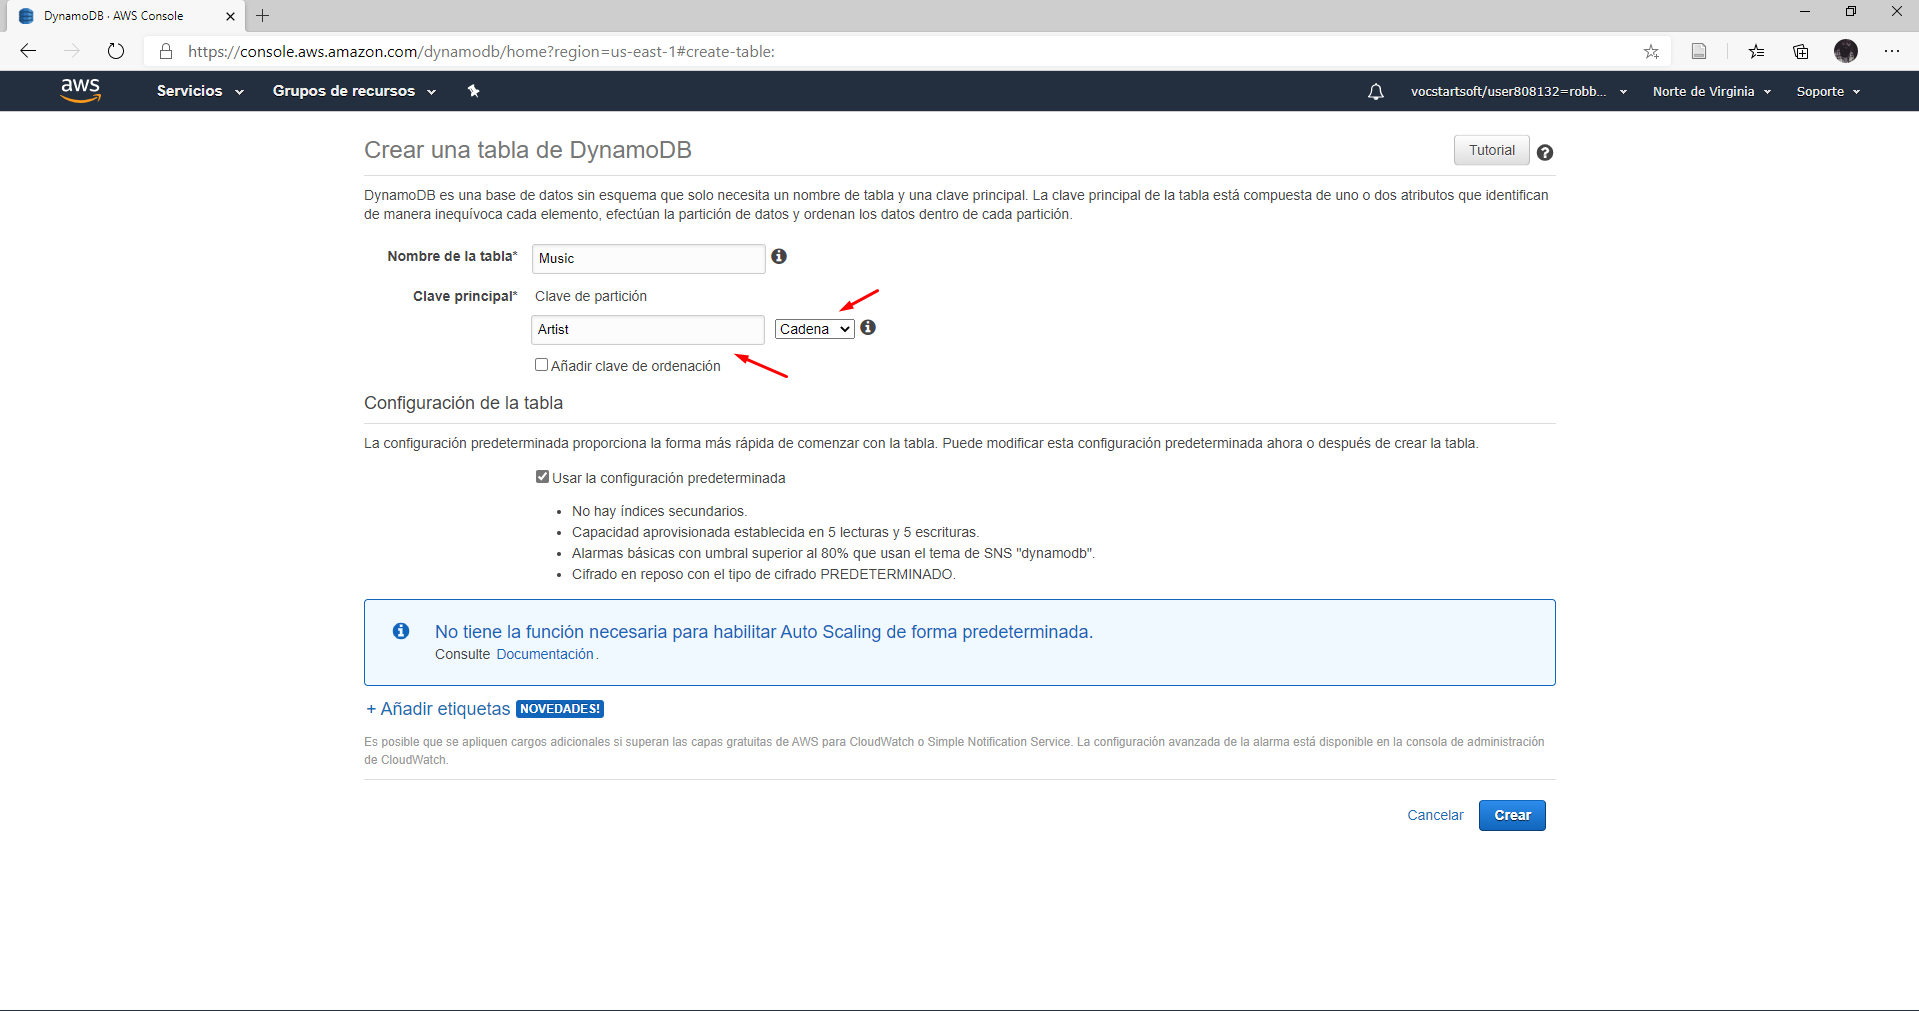 DynamoDB · AWS Console
https://console.aws.amazon.com/dynamodb/home?region=us-east-1#create-table:
aws Servicios Grupos de recursos vocstartsoft/user808132=robb... Norte de Virginia Soporte
Crear una tabla de DynamoDB
Tutorial
DynamoDB es una base de datos sin esquema que solo necesita un nombre de tabla y una clave principal. La clave principal de la tabla está compuesta de uno o dos atributos que identifican
de manera inequívoca cada elemento, efectúan la partición de datos y ordenan los datos dentro de cada partición.
Nombre de la tabla* Music
Clave principal* Clave de partición
Artist Cadena
Añadir clave de ordenación
Configuración de la tabla
La configuración predeterminada proporciona la forma más rápida de comenzar con la tabla. Puede modificar esta configuración predeterminada ahora o después de crear la tabla.
Usar la configuración predeterminada
• No hay índices secundarios.
• Capacidad aprovisionada establecida en 5 lecturas y 5 escrituras.
• Alarmas básicas con umbral superior al 80% que usan el tema de SNS "dynamodb".
• Cifrado en reposo con el tipo de cifrado PREDETERMINADO.
No tiene la función necesaria para habilitar Auto Scaling de forma predeterminada.
Consulte Documentación.
+ Añadir etiquetas NOVEDADES!
Es posible que se apliquen cargos adicionales si superan las capas gratuitas de AWS para CloudWatch o Simple Notification Service. La configuración avanzada de la alarma está disponible en la consola de administración
de CloudWatch.
Cancelar Crear